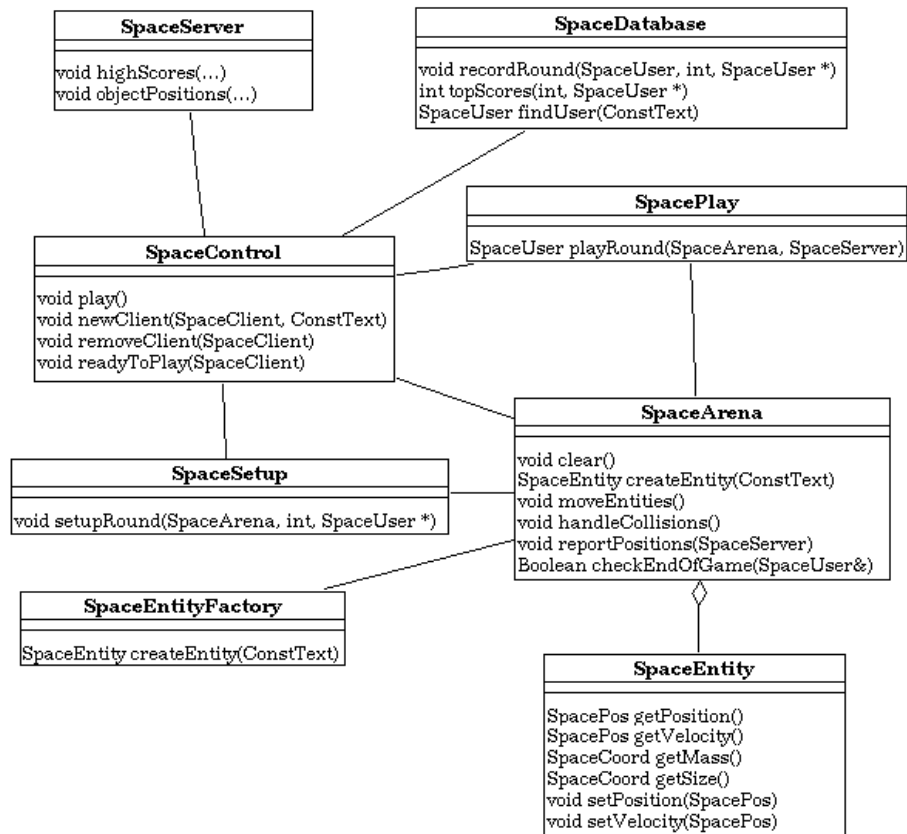 SpaceServer
void highScores(...)
void objectPositions(...)
SpaceDatabase
void recordRound(SpaceUser, int, SpaceUser *)
int topScores(int, SpaceUser *)
SpaceUser findUser(ConstText)
SpacePlay
SpaceUser playRound(SpaceArena, SpaceServer)
SpaceControl
void play()
void newClient(SpaceClient, ConstText)
void removeClient(SpaceClient)
void readyToPlay(SpaceClient)
SpaceArena
void clear()
SpaceEntity createEntity(ConstText)
void moveEntities()
void handleCollisions()
void reportPositions(SpaceServer)
Boolean checkEndOfGame(SpaceUser&)
SpaceSetup
void setupRound(SpaceArena, int, SpaceUser *)
SpaceEntityFactory
SpaceEntity createEntity(ConstText)
SpaceEntity
SpacePos getPosition()
SpacePos getVelocity()
SpaceCoord getMass()
SpaceCoord getSize()
void setPosition(SpacePos)
void setVelocity(SpacePos)